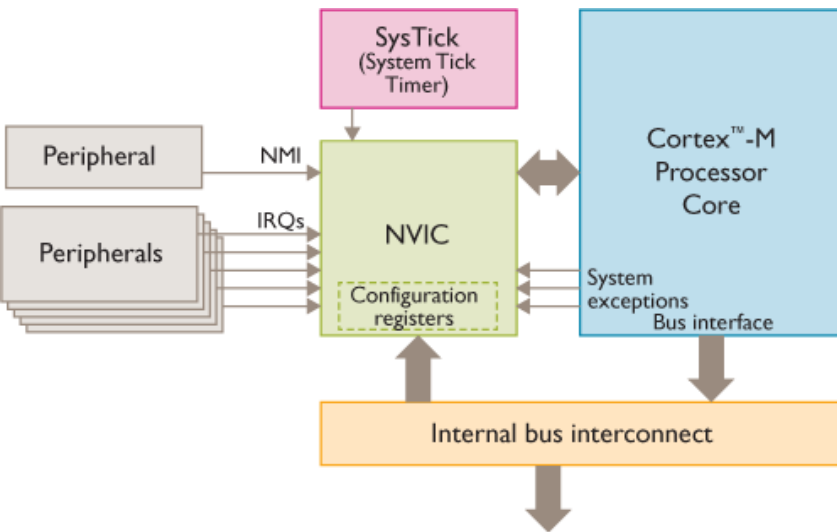 SysTick
(System Tick
Timer)
Peripheral
NMI
Cortex™-M
Processor
Core
Peripherals
IRQs
NVIC
Configuration
registers
System
exceptions
Bus interface
Internal bus interconnect